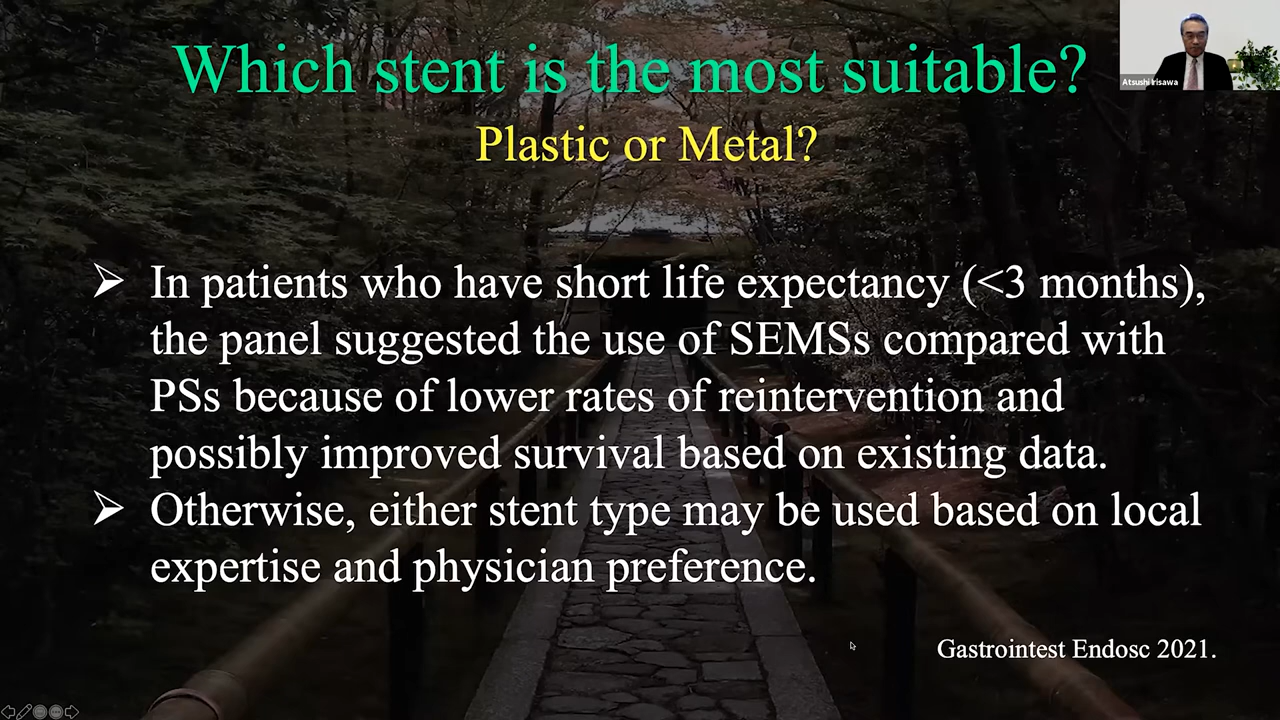 Which stent is the most suitable?
Atsushi Irisawa
Plastic or Metal?
➢ In patients who have short life expectancy (<3 months),
the panel suggested the use of SEMSs compared with
PSs because of lower rates of reintervention and
possibly improved survival based on existing data.
➢ Otherwise, either stent type may be used based on local
expertise and physician preference.
Gastrointest Endosc 2021.